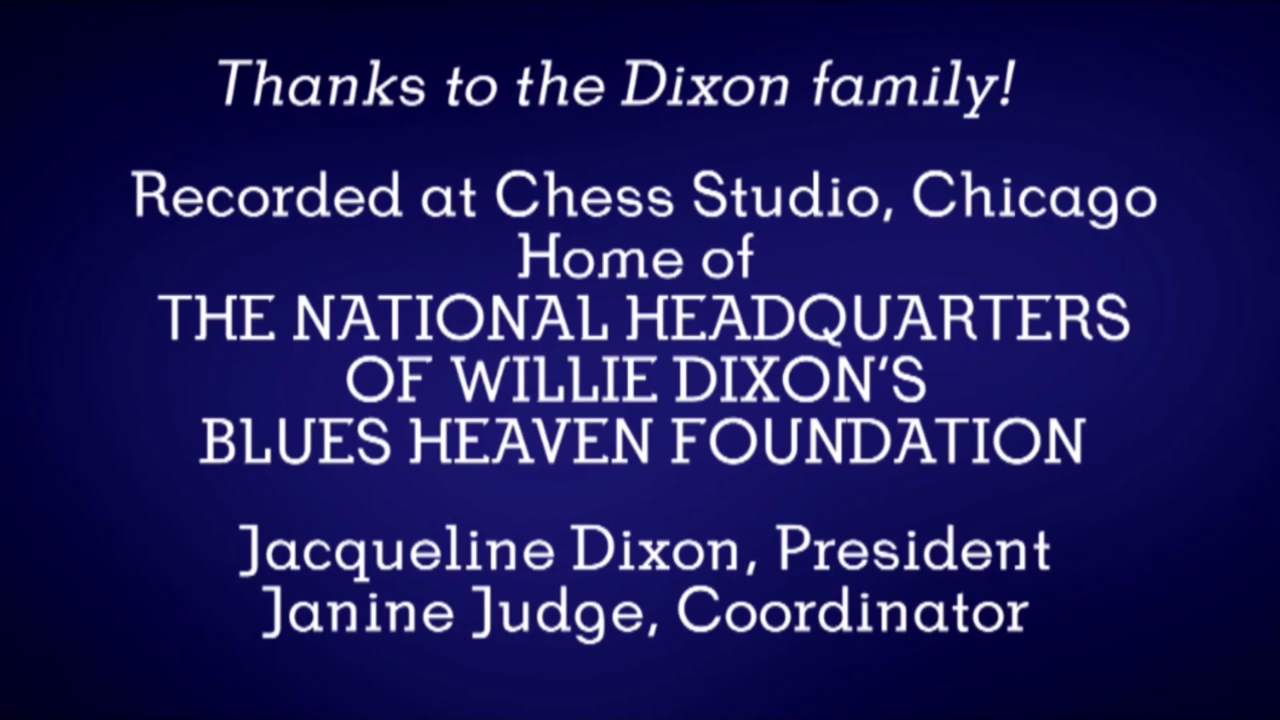 Thanks to the Dixon family!
Recorded at Chess Studio, Chicago
Home of
THE NATIONAL HEADQUARTERS
OF WILLIE DIXON'S
BLUES HEAVEN FOUNDATION
Jacqueline Dixon, President
Janine Judge, Coordinator